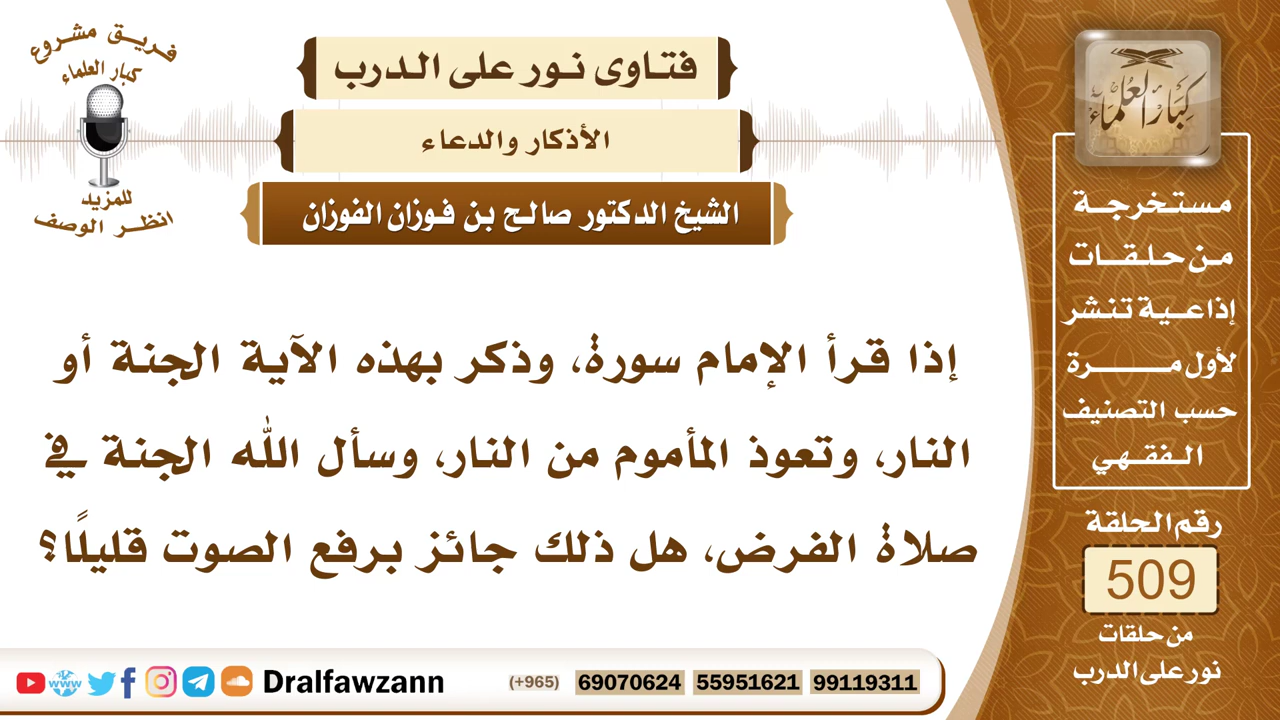 فريق مشروع
كبار العلماء
للمزيد
انظر الوصف
فتاوى نور على الدرب
الأذكار والدعاء
الشيخ الدكتور صالح بن فوزان الفوزان
إذا قرأ الإمام سورة، وذكر بهذه الآية الجنة أو
النار، وتعوذ المأموم من النار، وسأل الله الجنة في
صلاة الفرض، هل ذلك جائز برفع الصوت قليلًا؟
كبار العلماء
مستخرجة
من حلقات
إذاعية تنشر
لأول مرة
حسب التصنيف
الفقهي
رقم الحلقة
509
من حلقات
نور على الدرب
www Dralfawzann (+965) 69070624 55951621 99119311